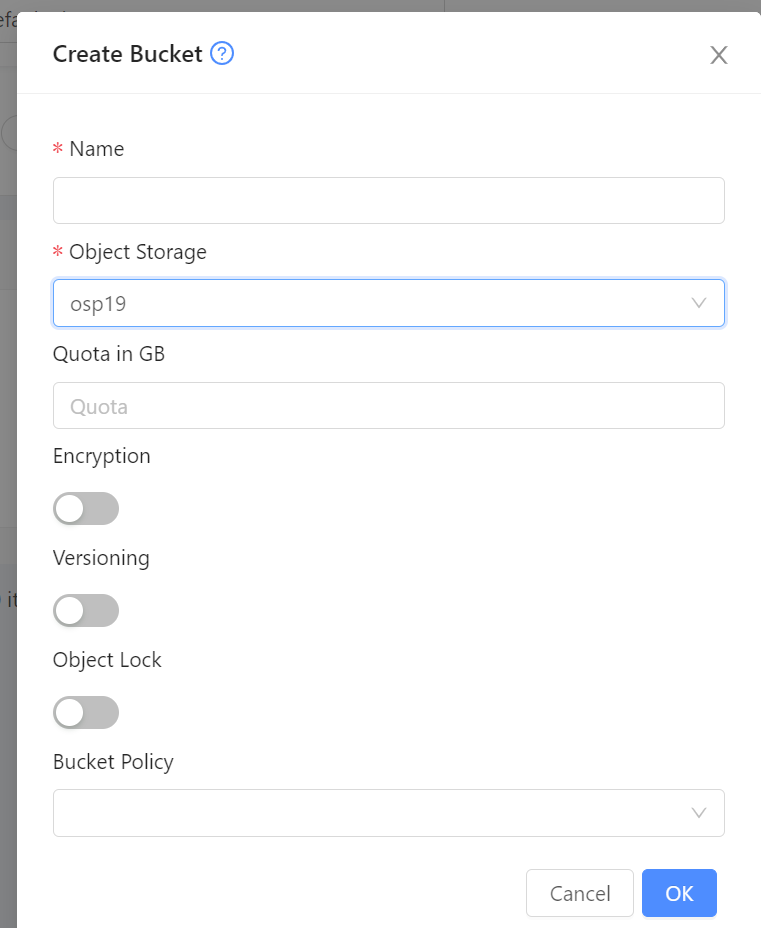 Create Bucket ?
* Name
* Object Storage
osp19
Quota in GB
Quota
Encryption
Versioning
Object Lock
Bucket Policy
Cancel
OK